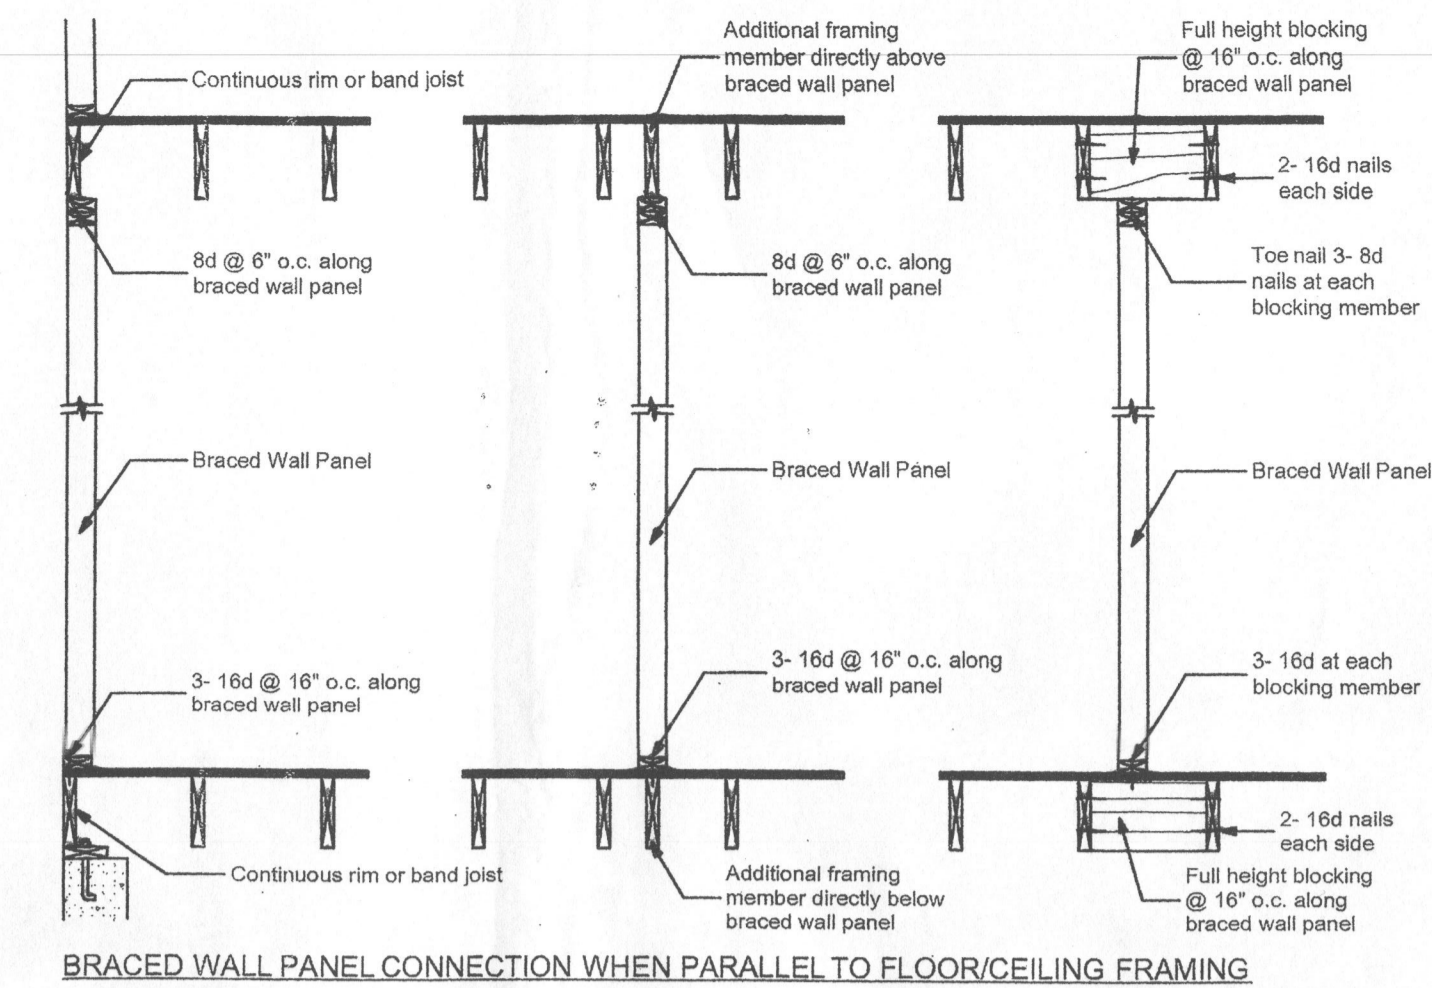 Continuous rim or band joist
8d @ 6" o.c. along
braced wall panel
Braced Wall Panel
3- 16d @ 16" o.c. along
braced wall panel
Continuous rim or band joist
Additional framing
member directly above
braced wall panel
8d @ 6" o.c. along
braced wall panel
Braced Wall Panel
3- 16d @ 16" o.c. along
braced wall panel
Additional framing
member directly below
braced wall panel
Full height blocking
@ 16" o.c. along
braced wall panel
2- 16d nails
each side
Toe nail 3- 8d
nails at each
blocking member
Braced Wall Panel
3- 16d at each
blocking member
2- 16d nails
each side
Full height blocking
@ 16" o.c. along
braced wall panel
BRACED WALL PANEL CONNECTION WHEN PARALLEL TO FLOOR/CEILING FRAMING